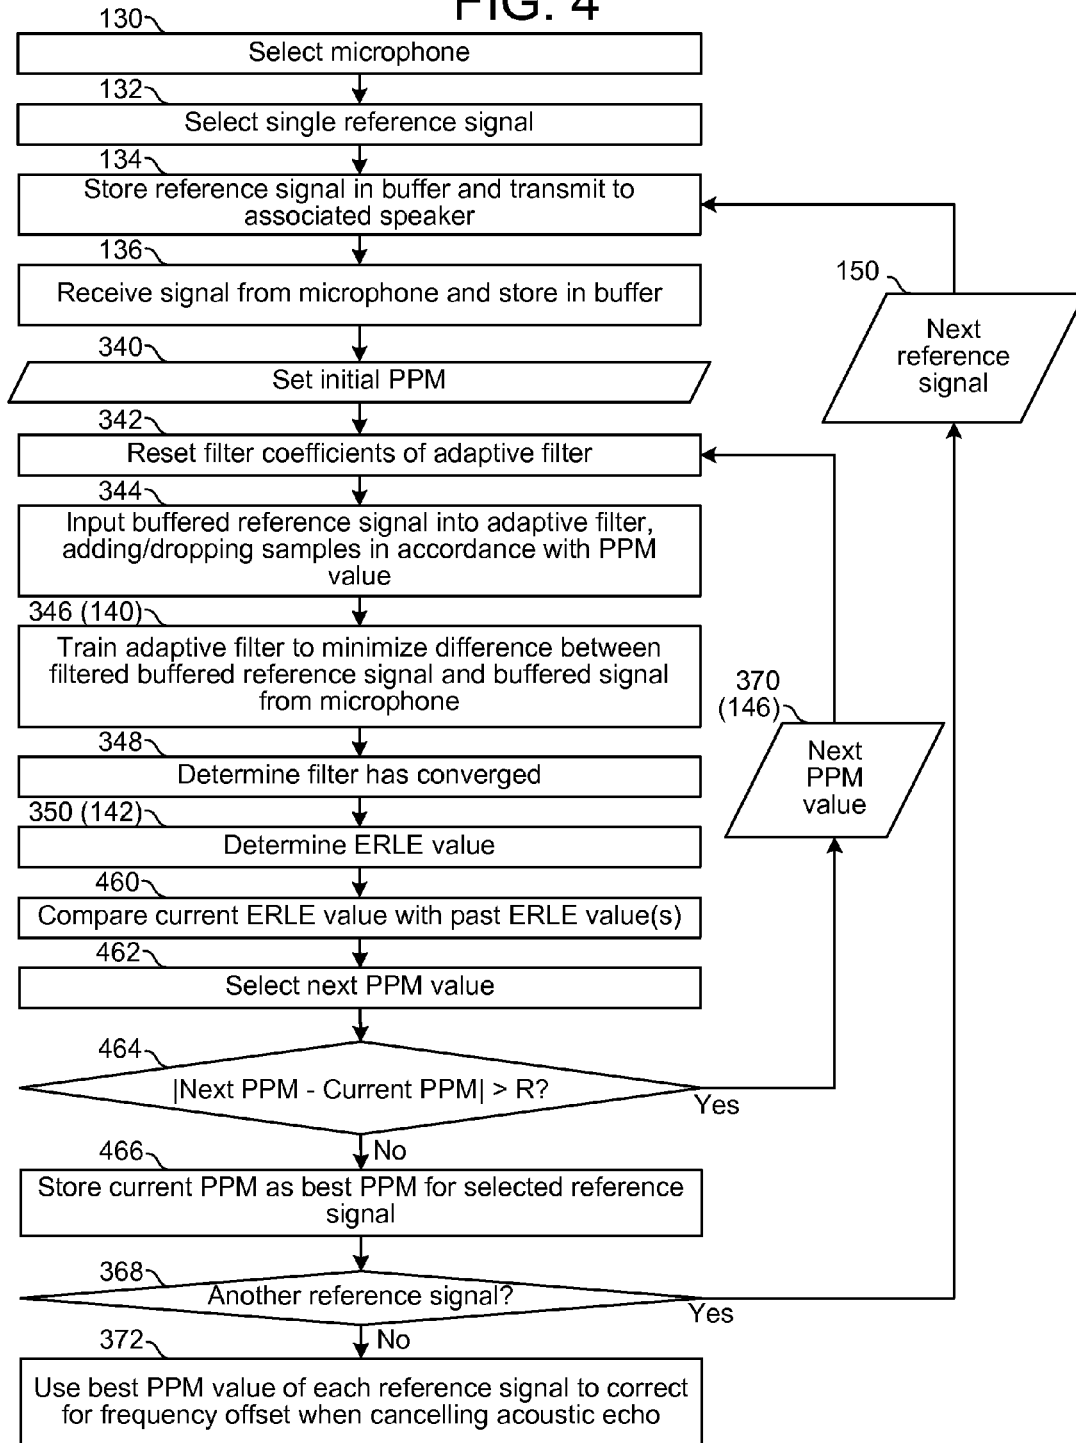 FIG. 4
130
Select microphone
132
Select single reference signal
134
Store reference signal in buffer and transmit to
associated speaker
136
Receive signal from microphone and store in buffer
150
Next
reference
signal
340
Set initial PPM
342
Reset filter coefficients of adaptive filter
344
Input buffered reference signal into adaptive filter,
adding/dropping samples in accordance with PPM
value
346 (140)
Train adaptive filter to minimize difference between
filtered buffered reference signal and buffered signal
from microphone
370
(146)
Next
PPM
value
348
Determine filter has converged
350 (142)
Determine ERLE value
460
Compare current ERLE value with past ERLE value(s)
462
Select next PPM value
464
|Next PPM - Current PPM| > R?
Yes
No
466
Store current PPM as best PPM for selected reference
signal
368
Another reference signal?
Yes
No
372
Use best PPM value of each reference signal to correct
for frequency offset when cancelling acoustic echo